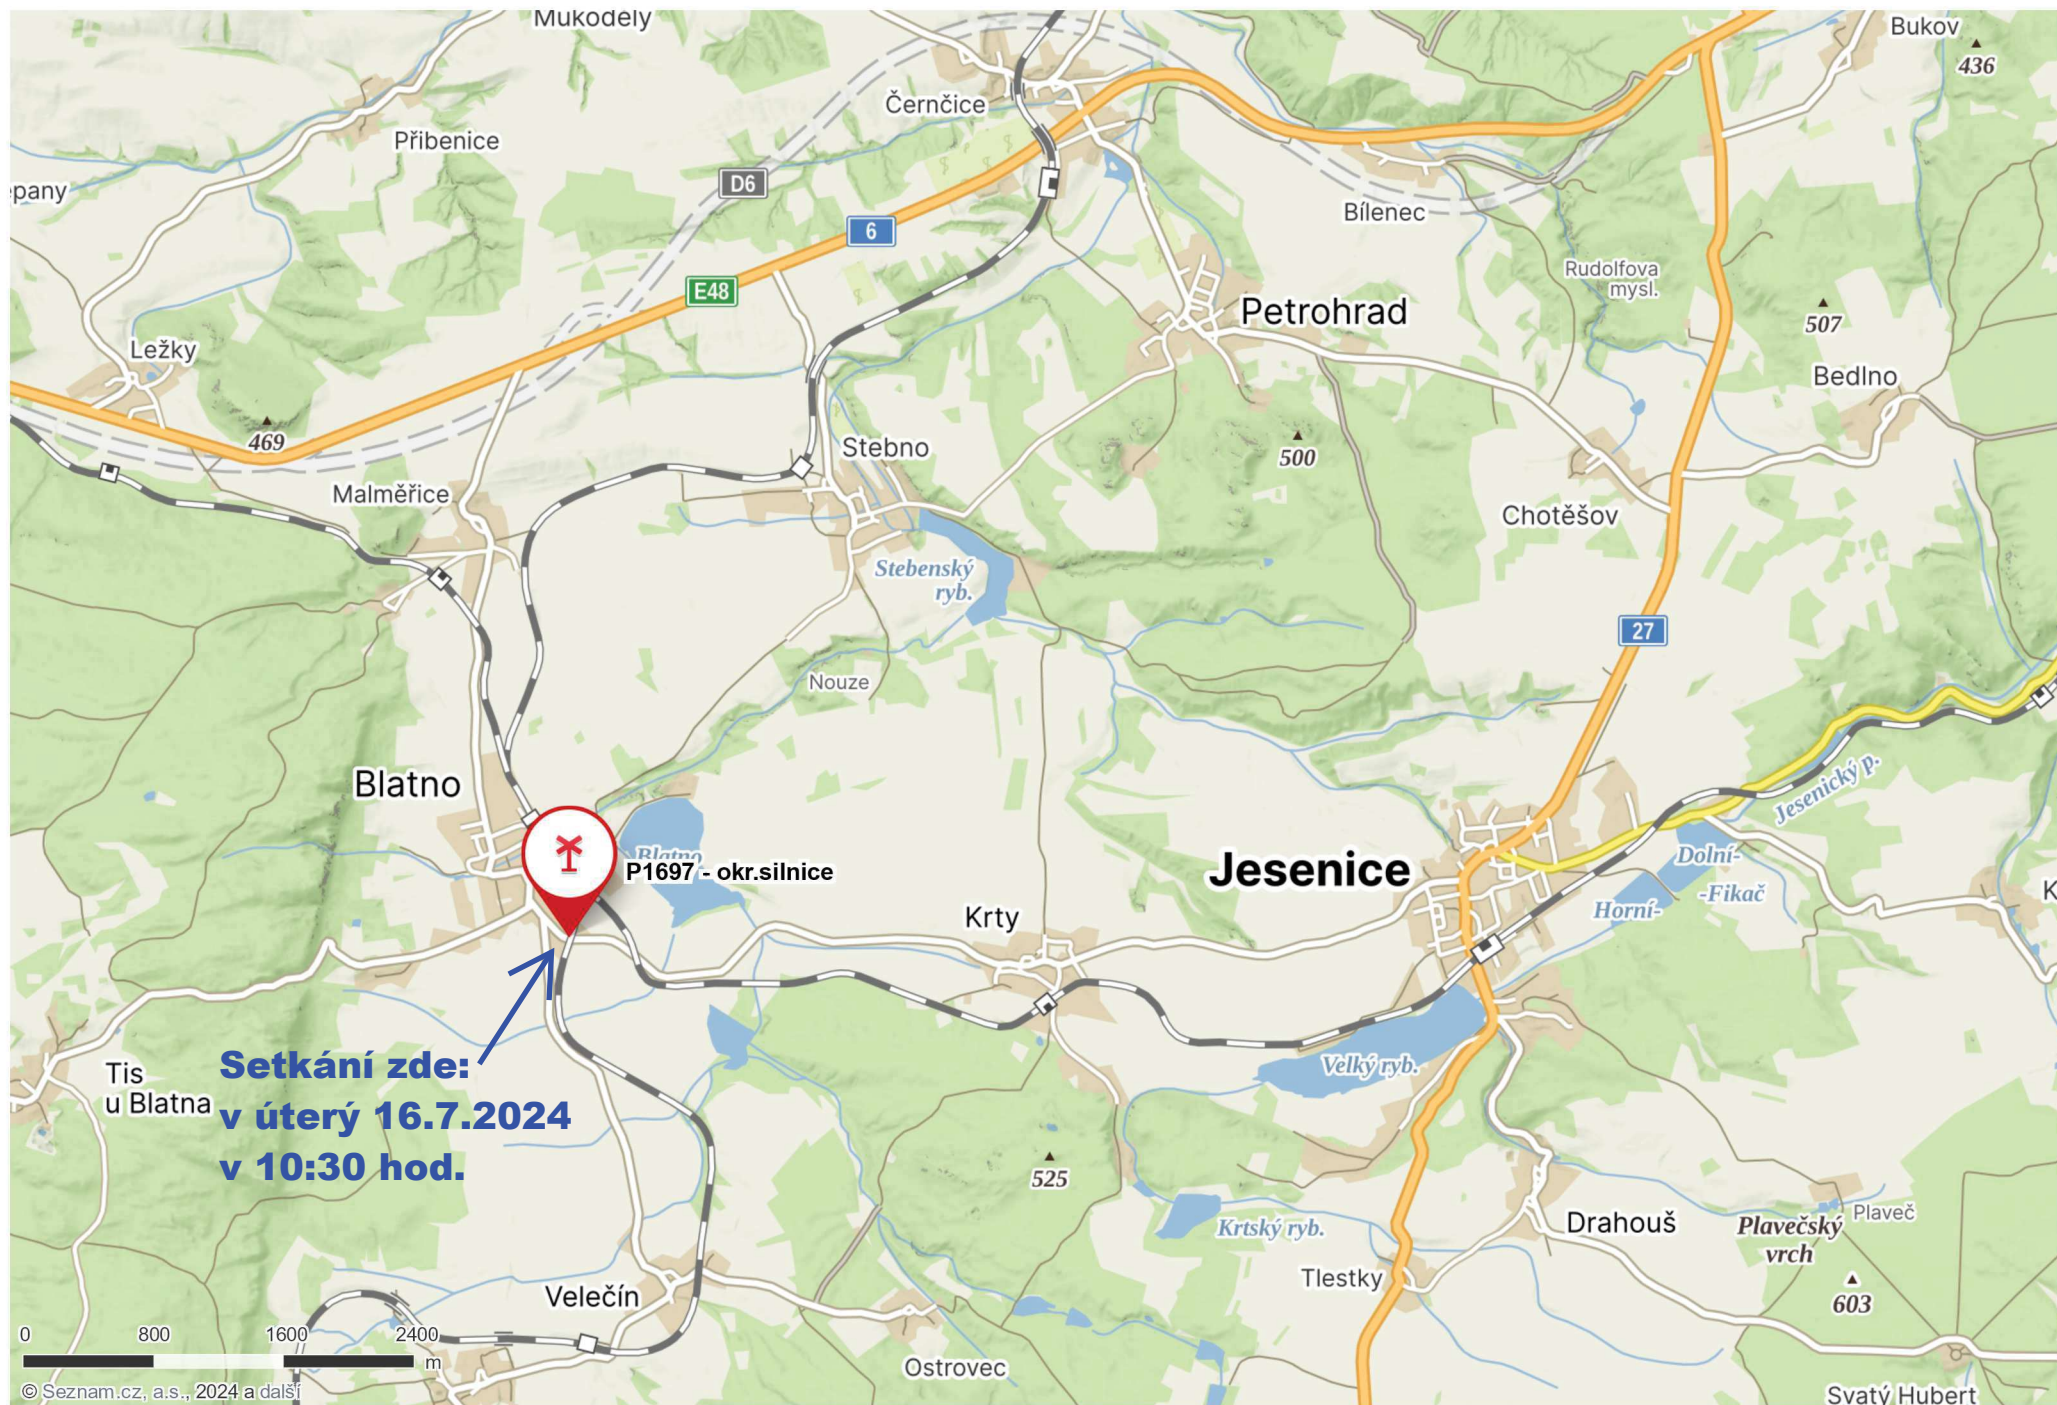 Mukoděly
Bukov
436
Černčice
Přibenice
D6
pany
6
Bílenec
Rudolfova
mysl.
E48
Petrohrad
507
Ležky
Bedlno
469
Stebno
500
Malměřice
Chotěšov
Stebenský
ryb.
27
Nouze
Blatno
Jesenický p.
Blatno
P1697 - okr.silnice
Jesenice
Dolní-
-Fikač
Horní-
K
Krty
Setkání zde:
v úterý 16.7.2024
v 10:30 hod.
Tis
u Blatna
Velký ryb.
525
Krtský ryb.
Drahouš
Plavečský
vrch
Plaveč
603
Tlestky
Velečín
0 800 1600 2400
m
Ostrovec
© Seznam.cz, a.s., 2024 a další
Svatý Hubert